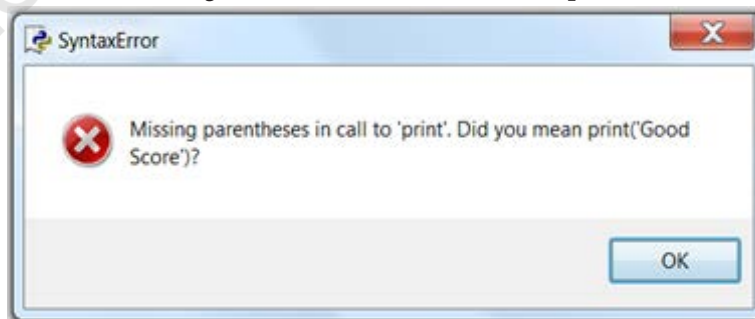 SyntaxError
Missing parentheses in call to 'print'. Did you mean print('Good
Score')?
OK